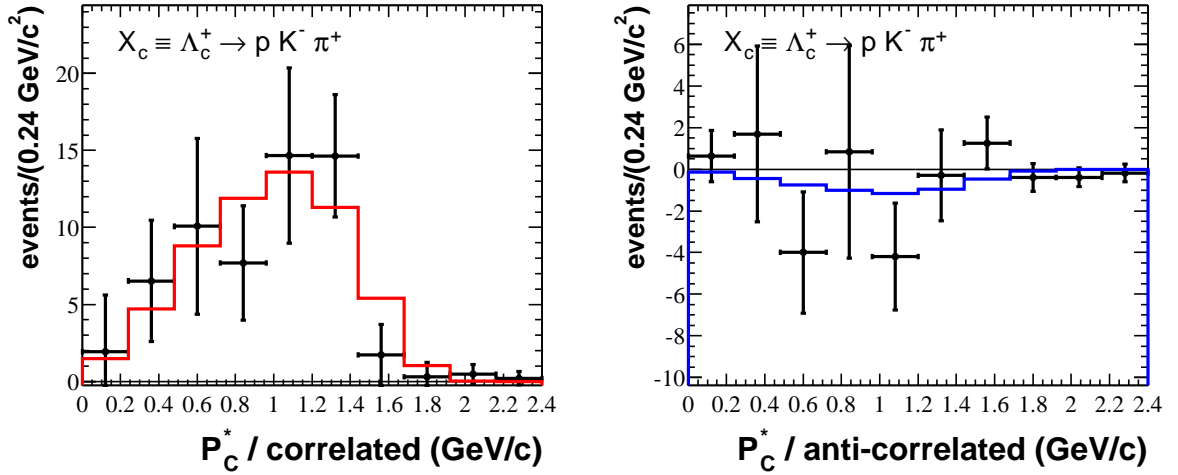 X_c ≡ Λ_c^+ → p K^- π^+
events/(0.24 GeV/c^2)
20
15
10
5
0
0 0.2 0.4 0.6 0.8 1 1.2 1.4 1.6 1.8 2 2.2 2.4
P_C^* / correlated (GeV/c)
X_c ≡ Λ_c^+ → p K^- π^+
events/(0.24 GeV/c^2)
6
4
2
0
-2
-4
-6
-8
-10
0 0.2 0.4 0.6 0.8 1 1.2 1.4 1.6 1.8 2 2.2 2.4
P_C^* / anti-correlated (GeV/c)